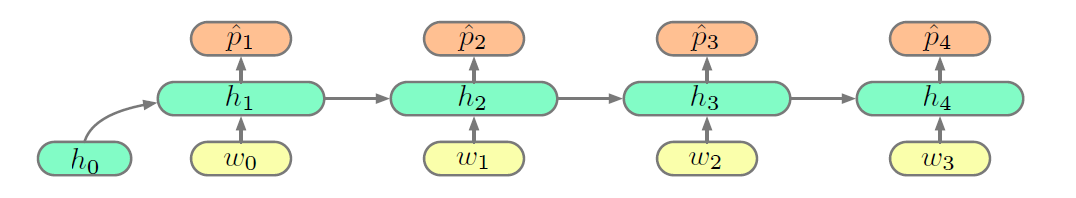 p̂₁ p̂₂ p̂₃ p̂₄
h₁ h₂ h₃ h₄
h₀ w₀ w₁ w₂ w₃